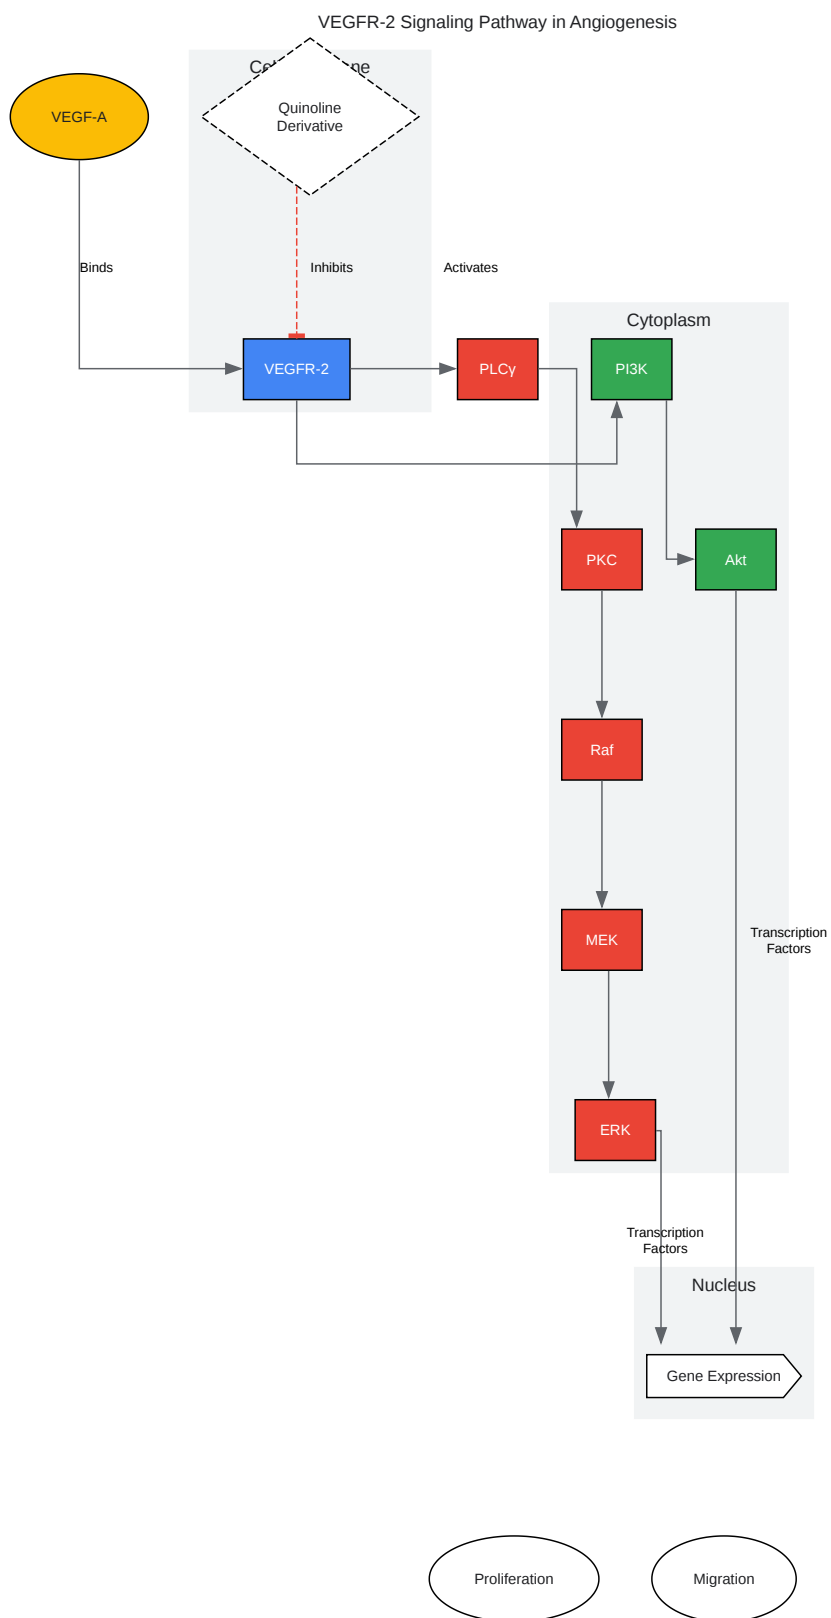 VEGFR-2 Signaling Pathway in Angiogenesis
VEGF-A
Quinoline
Derivative
Binds
Inhibits
Activates
Cytoplasm
VEGFR-2
PLCγ
PI3K
PKC
Akt
Raf
MEK
Transcription
Factors
ERK
Transcription
Factors
Nucleus
Gene Expression
Proliferation
Migration